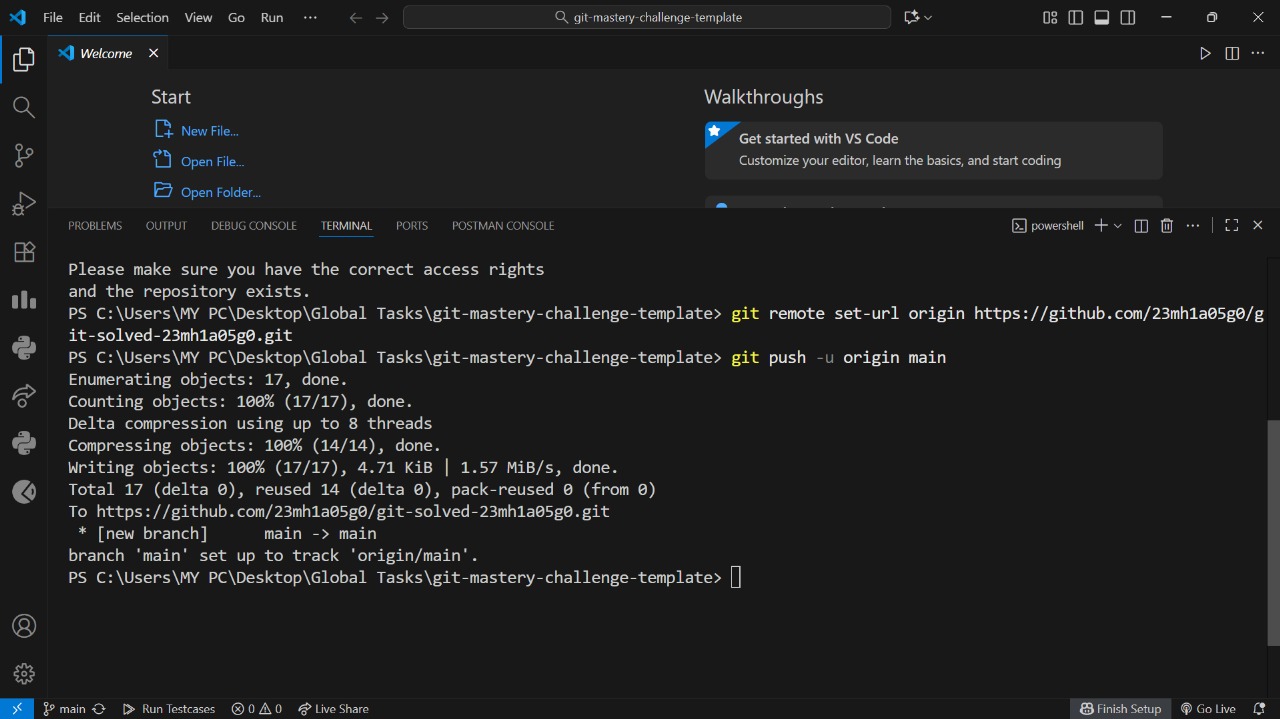 File Edit Selection View Go Run ··· git-mastery-challenge-template
Welcome
Start
New File...
Open File...
Open Folder...
Walkthroughs
Get started with VS Code
Customize your editor, learn the basics, and start coding
PROBLEMS OUTPUT DEBUG CONSOLE TERMINAL PORTS POSTMAN CONSOLE powershell
Please make sure you have the correct access rights
and the repository exists.
PS C:\Users\MY PC\Desktop\Global Tasks\git-mastery-challenge-template> git remote set-url origin https://github.com/23mh1a05g0/g
it-solved-23mh1a05g0.git
PS C:\Users\MY PC\Desktop\Global Tasks\git-mastery-challenge-template> git push -u origin main
Enumerating objects: 17, done.
Counting objects: 100% (17/17), done.
Delta compression using up to 8 threads
Compressing objects: 100% (14/14), done.
Writing objects: 100% (17/17), 4.71 KiB | 1.57 MiB/s, done.
Total 17 (delta 0), reused 14 (delta 0), pack-reused 0 (from 0)
To https://github.com/23mh1a05g0/git-solved-23mh1a05g0.git
 * [new branch]      main -> main
branch 'main' set up to track 'origin/main'.
PS C:\Users\MY PC\Desktop\Global Tasks\git-mastery-challenge-template>
main Run Testcases 0 0 Live Share Finish Setup Go Live